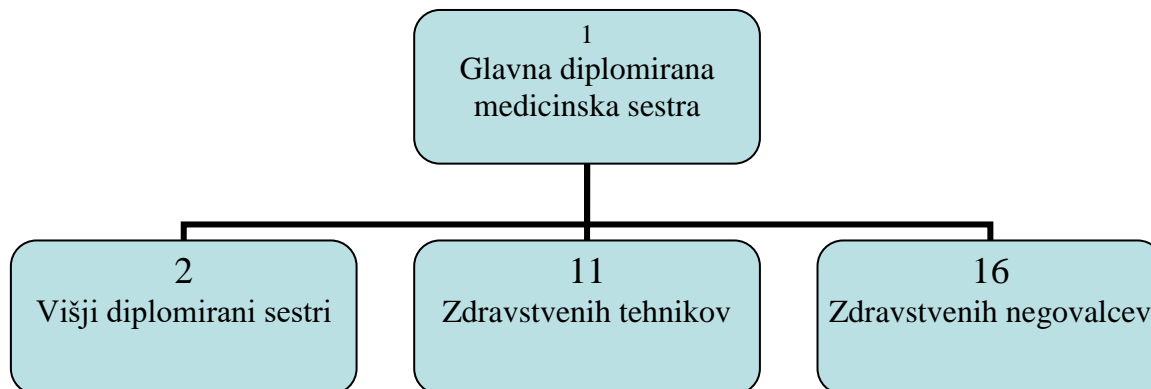 1
Glavna diplomirana
medicinska sestra
2
Višji diplomirani sestri
11
Zdravstvenih tehnikov
16
Zdravstvenih negovalcev